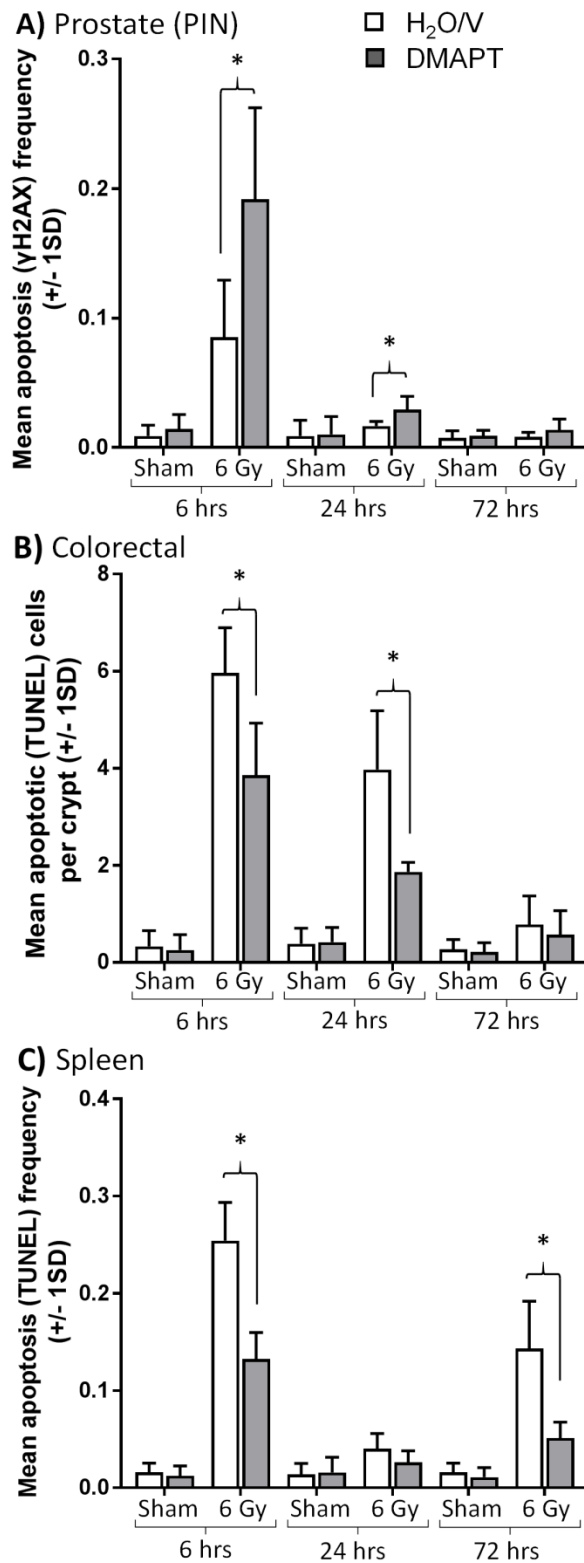 A) Prostate (PIN)
H₂O/V
DMAPT
Mean apoptosis (γH2AX) frequency
(+/- 1SD)
0.3
0.2
0.1
0.0
*
*
Sham 6 Gy Sham 6 Gy Sham 6 Gy
6 hrs 24 hrs 72 hrs
B) Colorectal
Mean apoptotic (TUNEL) cells
per crypt (+/- 1SD)
8
6
4
2
0
*
*
Sham 6 Gy Sham 6 Gy Sham 6 Gy
6 hrs 24 hrs 72 hrs
C) Spleen
Mean apoptosis (TUNEL) frequency
(+/- 1SD)
0.4
0.3
0.2
0.1
0.0
*
*
Sham 6 Gy Sham 6 Gy Sham 6 Gy
6 hrs 24 hrs 72 hrs